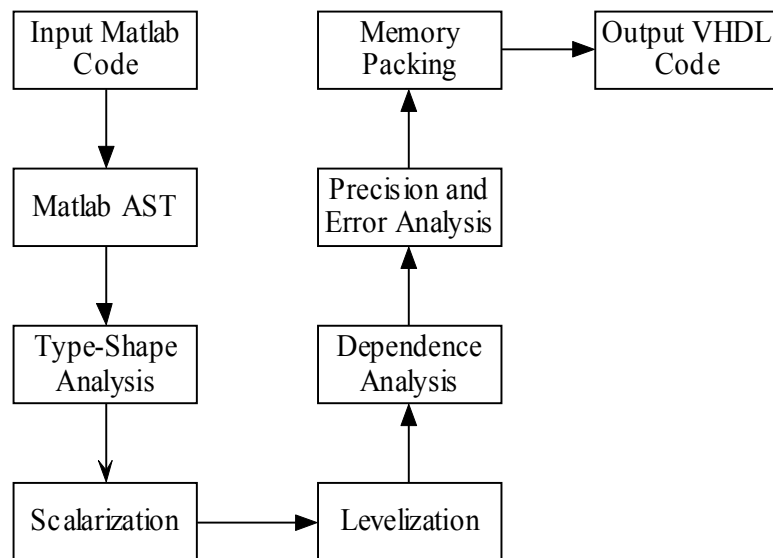 Input Matlab
Code
Matlab AST
Type-Shape
Analysis
Scalarization
Levelization
Dependence
Analysis
Precision and
Error Analysis
Memory
Packing
Output VHDL
Code